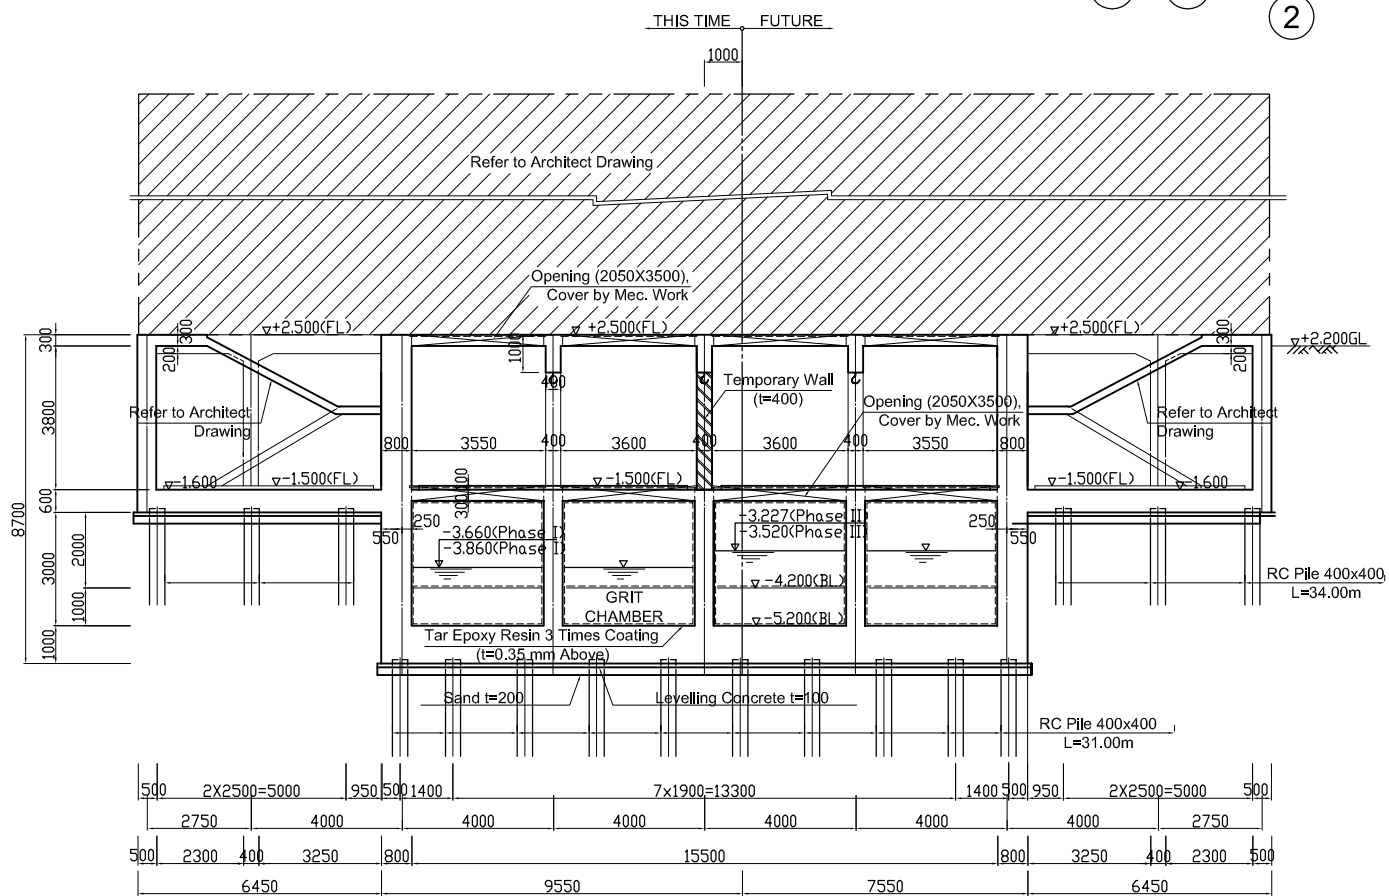 2
THIS TIME FUTURE
1000
Refer to Architect Drawing
Opening (2050X3500),
Cover by Mec. Work
+2.500(FL)
+2.500(FL)
+2.500(FL)
+2.200GL
300
300
200
1000
300
200
400
Temporary Wall
(t=400)
Opening (2050X3500),
Cover by Mec. Work
Refer to Architect
Drawing
Refer to Architect
Drawing
3800
800 3550 400 3600 400 3600 400 3550 800
-1.600
-1.500(FL)
-1.500(FL)
-1.500(FL)
-1.600
300 100
600
8700
250
550
-3.660(Phase I)
-3.860(Phase I)
-3.227(Phase II)
-3.520(Phase II)
250
550
3000
2000
1000
1000
-4.200(BL)
-5.200(BL)
GRIT
CHAMBER
Tar Epoxy Resin 3 Times Coating
(t=0.35 mm Above)
RC Pile 400x400
L=34.00m
Sand t=200
Levelling Concrete t=100
RC Pile 400x400
L=31.00m
500 2X2500=5000 950 500 1400 7x1900=13300 1400 500 950 2X2500=5000 500
2750 4000 4000 4000 4000 4000 4000 2750
500 2300 400 3250 800 15500 800 3250 400 2300 500
6450 9550 7550 6450